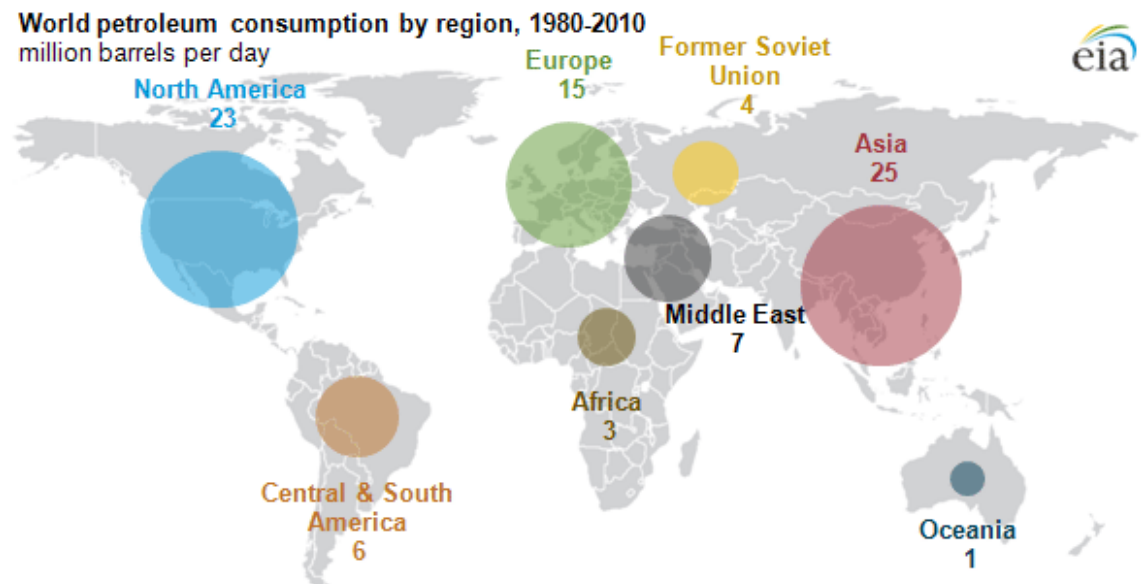 World petroleum consumption by region, 1980-2010
million barrels per day
eia
North America
23
Europe
15
Former Soviet
Union
4
Asia
25
Middle East
7
Africa
3
Central & South
America
6
Oceania
1